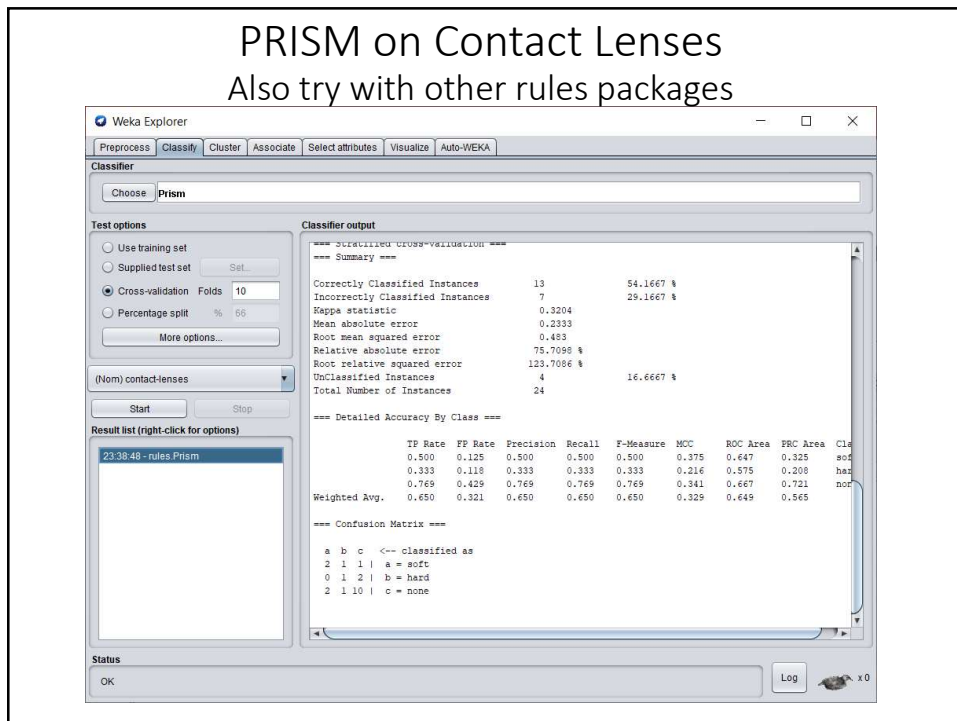 PRISM on Contact Lenses
Also try with other rules packages
Weka Explorer
Preprocess Classify Cluster Associate Select attributes Visualize Auto-WEKA
Classifier
Choose Prism
Test options
Use training set
Supplied test set Set...
Cross-validation Folds 10
Percentage split % 66
More options...
(Nom) contact-lenses
Start Stop
Result list (right-click for options)
23:38:48 - rules.Prism
Classifier output
=== Stratified cross-validation ===
=== Summary ===
Correctly Classified Instances 13 54.1667 %
Incorrectly Classified Instances 7 29.1667 %
Kappa statistic 0.3204
Mean absolute error 0.2333
Root mean squared error 0.483
Relative absolute error 75.7098 %
Root relative squared error 123.7086 %
UnClassified Instances 4 16.6667 %
Total Number of Instances 24
=== Detailed Accuracy By Class ===
TP Rate FP Rate Precision Recall F-Measure MCC ROC Area PRC Area Cla
0.500 0.125 0.500 0.500 0.500 0.375 0.647 0.325 sof
0.333 0.118 0.333 0.333 0.333 0.216 0.575 0.208 har
0.769 0.429 0.769 0.769 0.769 0.341 0.667 0.721 non
Weighted Avg. 0.650 0.321 0.650 0.650 0.650 0.329 0.649 0.565
=== Confusion Matrix ===
a b c <-- classified as
2 1 1 | a = soft
0 1 2 | b = hard
2 1 10 | c = none
Status
OK
Log x 0